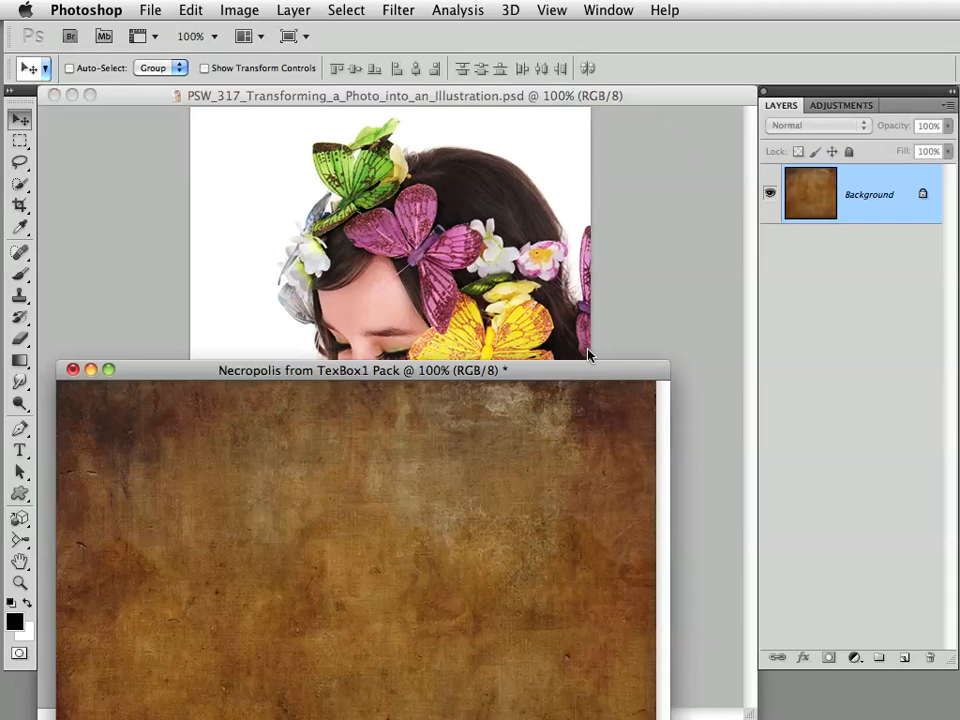 Photoshop File Edit Image Layer Select Filter Analysis 3D View Window Help
Ps Br Mb 100%
Auto-Select: Group Show Transform Controls
PSW_317_Transforming_a_Photo_into_an_Illustration.psd @ 100% (RGB/8)
LAYERS ADJUSTMENTS
Normal Opacity: 100%
Lock: Fill: 100%
Background
Necropolis from TexBox1 Pack @ 100% (RGB/8) *
T
fx